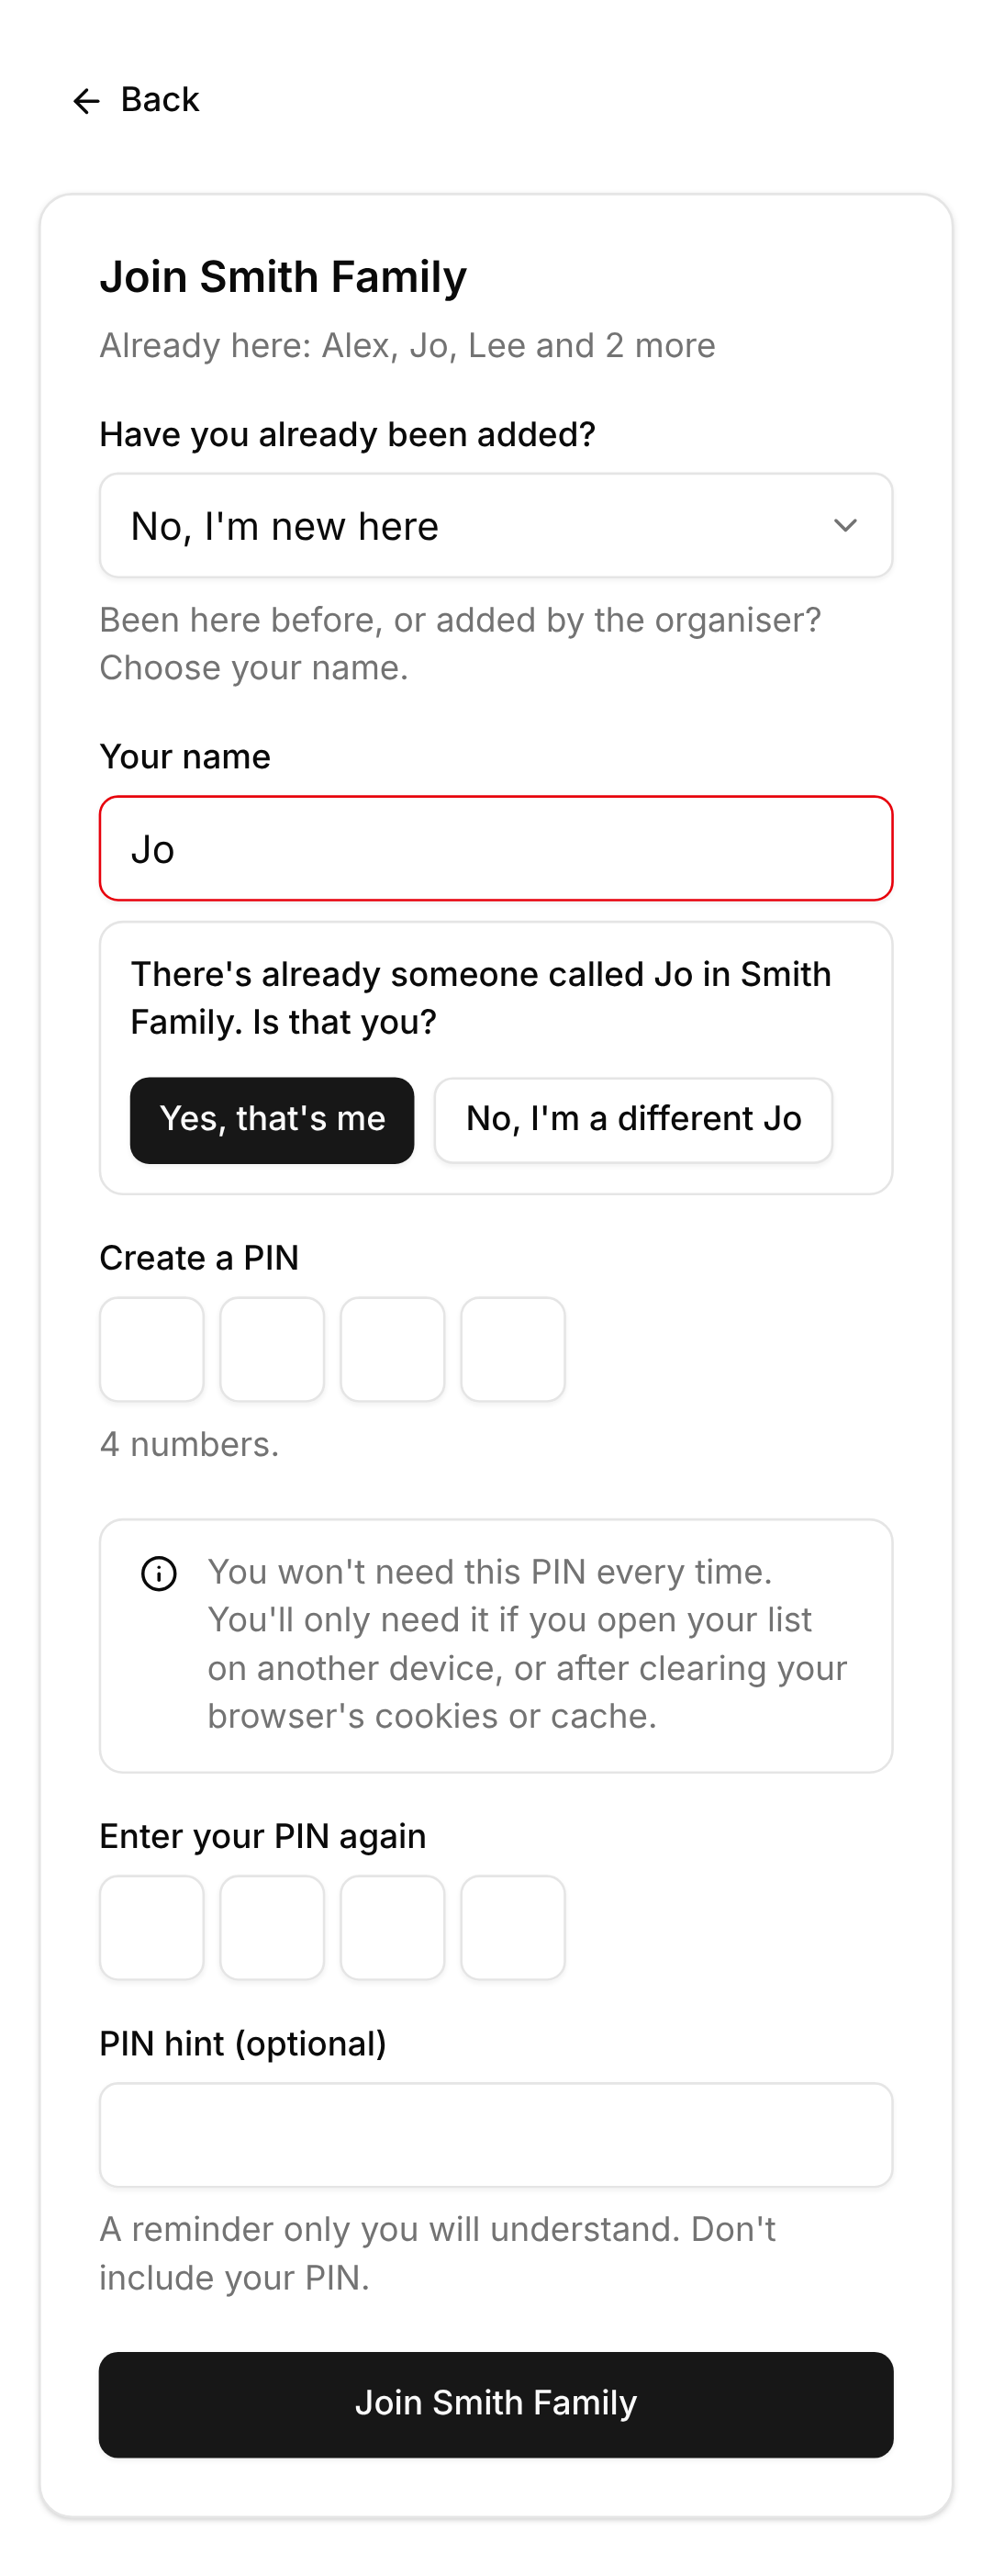 Back
Join Smith Family
Already here: Alex, Jo, Lee and 2 more
Have you already been added?
No, I'm new here
Been here before, or added by the organiser?
Choose your name.
Your name
Jo
There's already someone called Jo in Smith
Family. Is that you?
Yes, that's me
No, I'm a different Jo
Create a PIN
4 numbers.
You won't need this PIN every time.
You'll only need it if you open your list
on another device, or after clearing your
browser's cookies or cache.
Enter your PIN again
PIN hint (optional)
A reminder only you will understand. Don't
include your PIN.
Join Smith Family